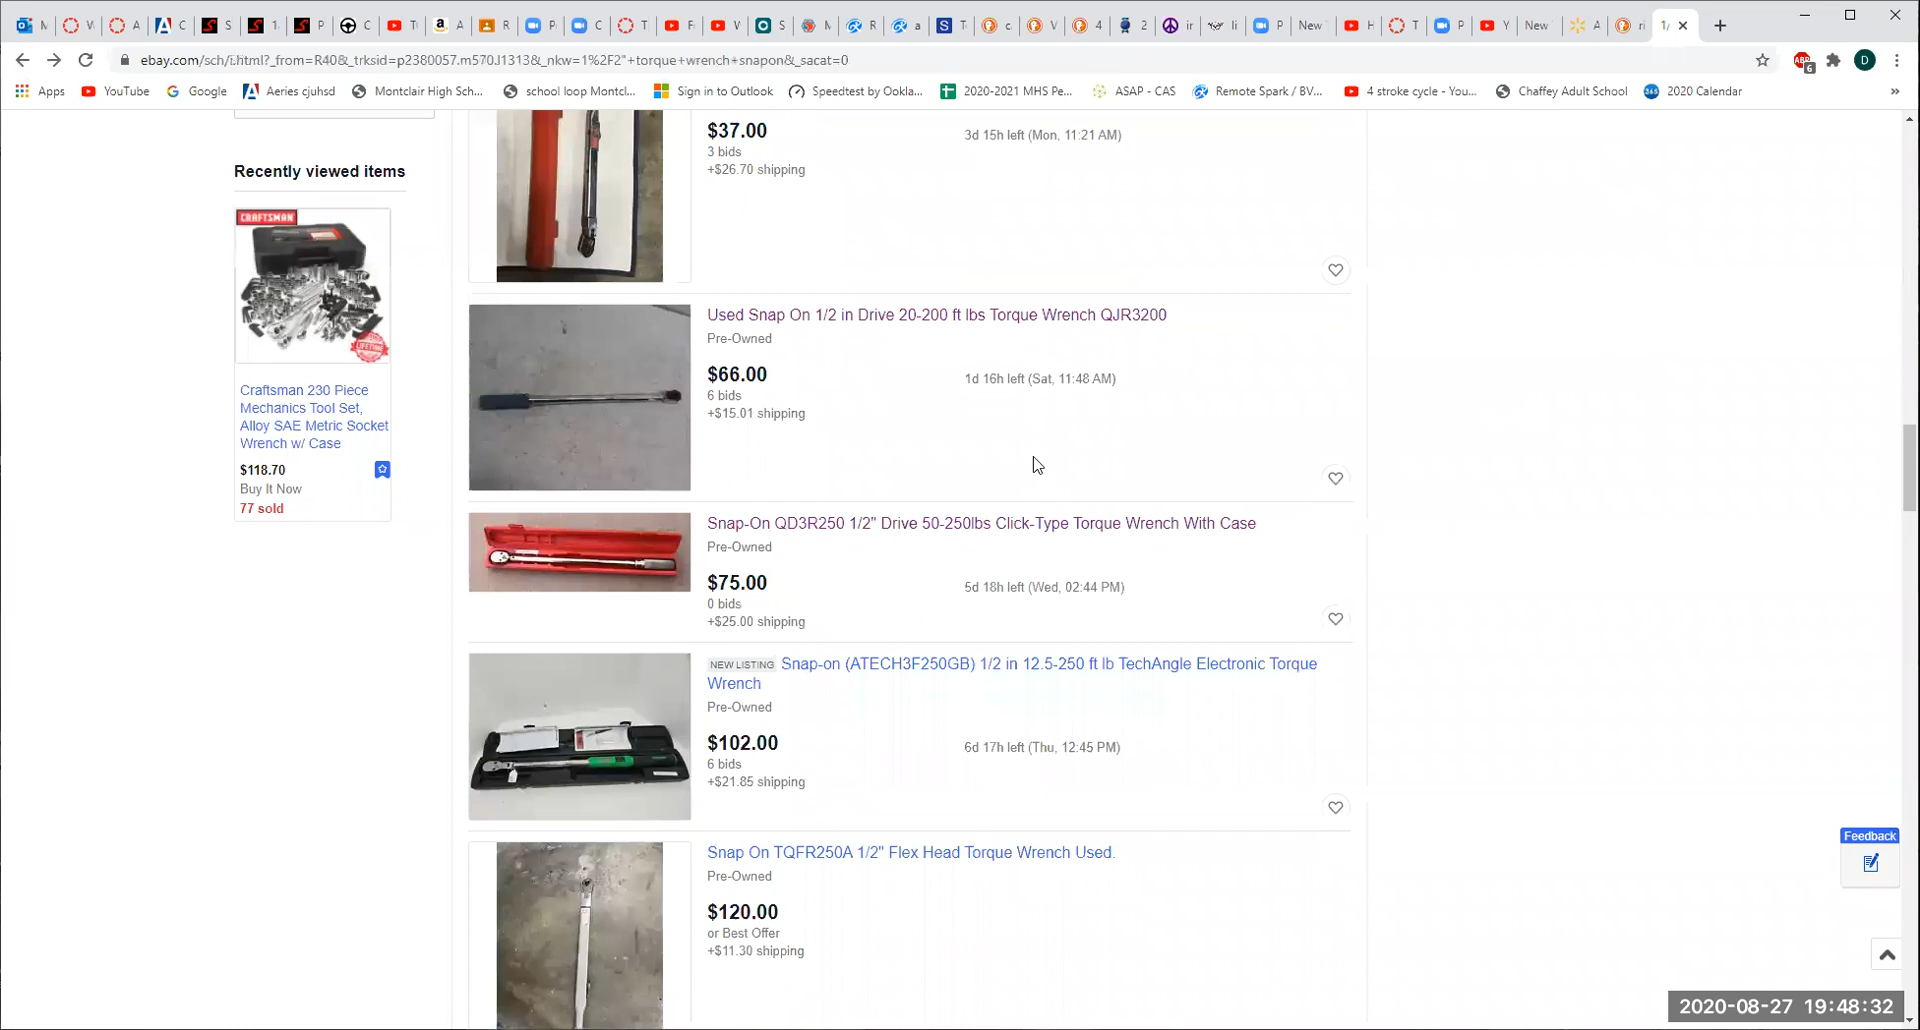 ebay.com/sch/i.html?_from=R40&_trksid=p2380057.m570.l1313&_nkw=1%2F2"+torque+wrench+snapon&_sacat=0
Apps YouTube Google Aeries cjuhsd Montclair High Sch... school loop Montcl... Sign in to Outlook Speedtest by Ookla... 2020-2021 MHS Pe... ASAP - CAS Remote Spark / BV... 4 stroke cycle - You... Chaffey Adult School 2020 Calendar »
$37.00 3d 15h left (Mon, 11:21 AM)
3 bids
+$26.70 shipping
Recently viewed items
CRAFTSMAN
LIFETIME
Craftsman 230 Piece
Mechanics Tool Set,
Alloy SAE Metric Socket
Wrench w/ Case
$118.70
Buy It Now
77 sold
Used Snap On 1/2 in Drive 20-200 ft lbs Torque Wrench QJR3200
Pre-Owned
$66.00 1d 16h left (Sat, 11:48 AM)
6 bids
+$15.01 shipping
Snap-On QD3R250 1/2" Drive 50-250lbs Click-Type Torque Wrench With Case
Pre-Owned
$75.00 5d 18h left (Wed, 02:44 PM)
0 bids
+$25.00 shipping
NEW LISTING Snap-on (ATECH3F250GB) 1/2 in 12.5-250 ft lb TechAngle Electronic Torque
Wrench
Pre-Owned
$102.00 6d 17h left (Thu, 12:45 PM)
6 bids
+$21.85 shipping
Snap On TQFR250A 1/2" Flex Head Torque Wrench Used.
Pre-Owned
$120.00
or Best Offer
+$11.30 shipping
Feedback
2020-08-27 19:48:32